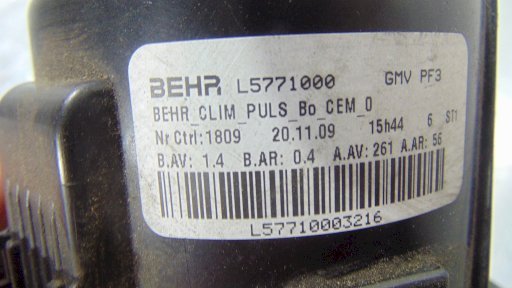 BEHR L5771000 GMV PF3
BEHR_CLIM_PULS_Bo_CEM_0
Nr Ctrl:1809 20.11.09 15h44 6 ST1
B.AV: 1.4 B.AR: 0.4 A.AV: 261 A.AR: 56
L57710003216